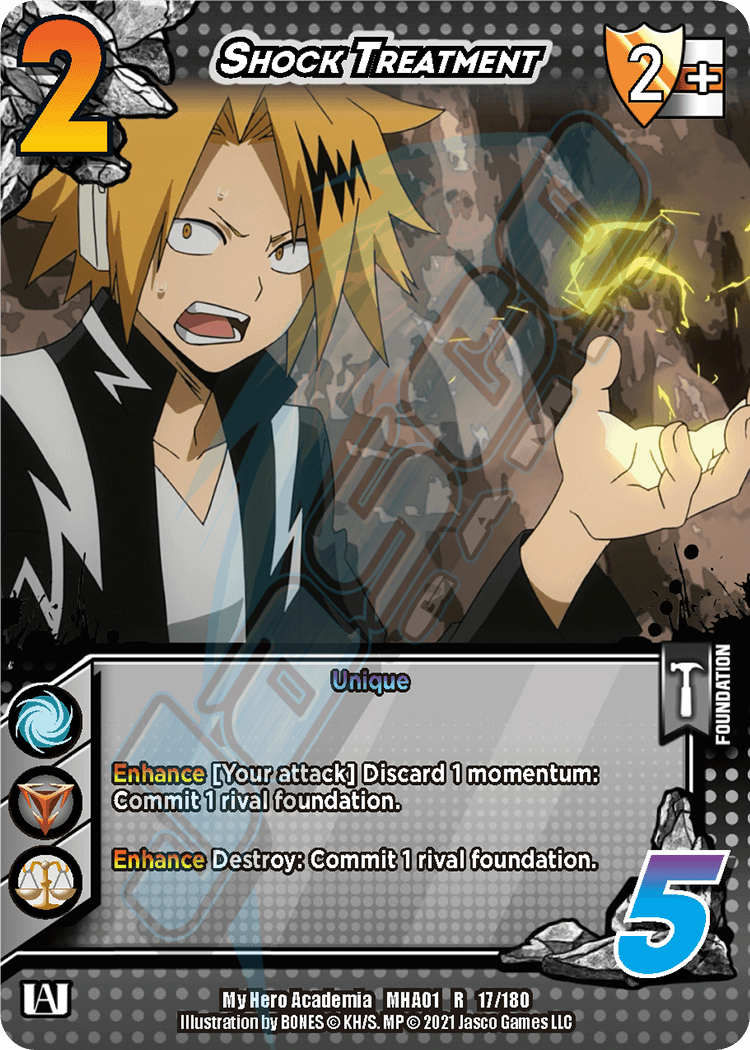 2
SHOCK TREATMENT
2 +
FOUNDATION
Unique
Enhance [Your attack] Discard 1 momentum:
Commit 1 rival foundation.
Enhance Destroy: Commit 1 rival foundation.
5
UA
My Hero Academia MHA01 R 17/180
Illustration by BONES © KH/S. MP © 2021 Jasco Games LLC